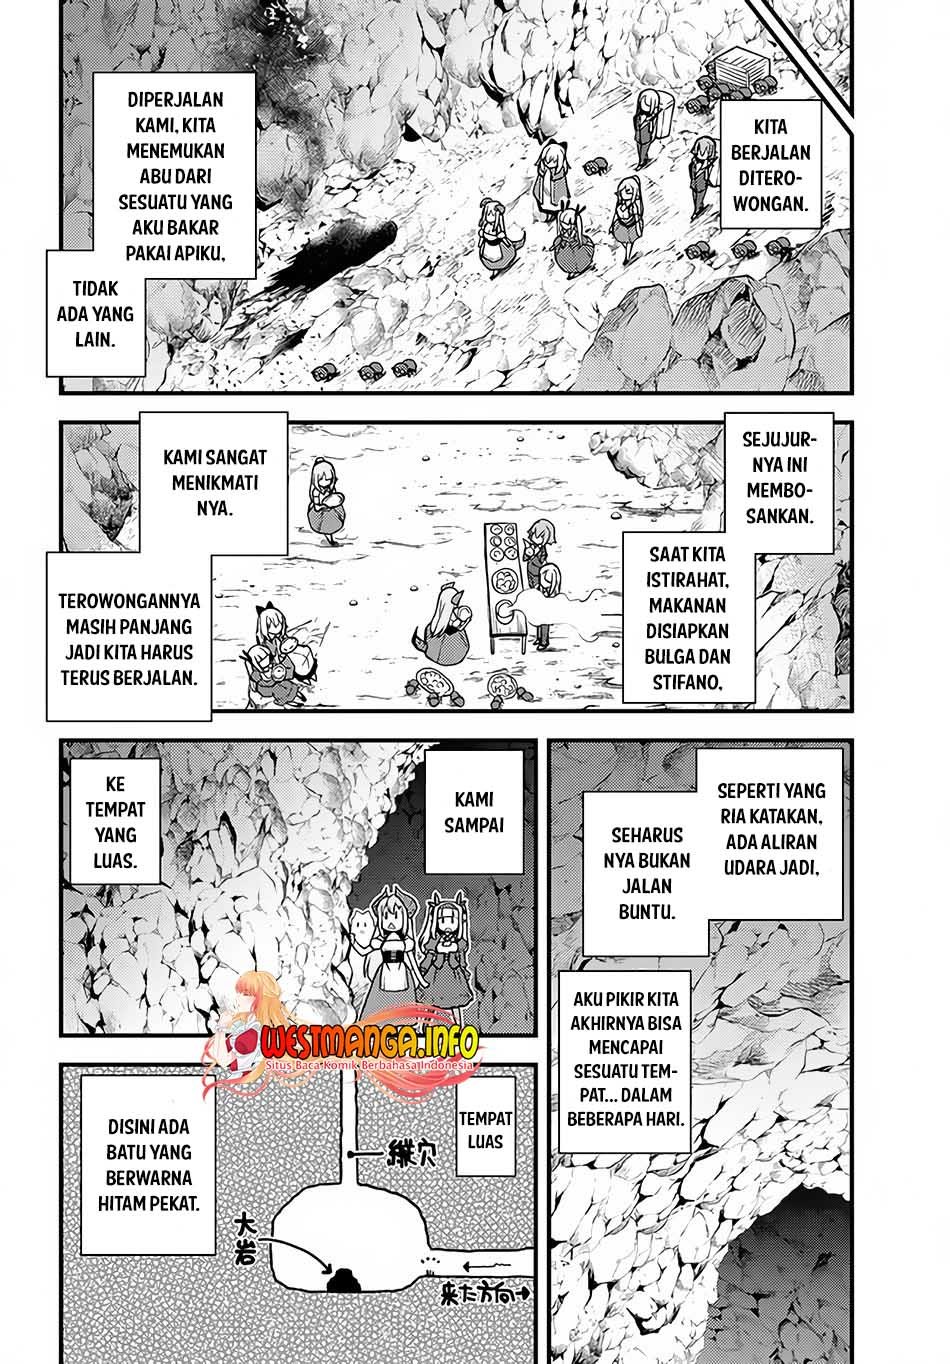 KITA
BERJALAN
DITERO-
WONGAN.
DIPERJALAN
KAMI, KITA
MENEMUKAN
ABU DARI
SESUATU YANG
AKU BAKAR
PAKAI APIKU,
TIDAK
ADA YANG
LAIN.
SEJUJUR-
NYA INI
MEMBO-
SANKAN.
SAAT KITA
ISTIRAHAT,
MAKANAN
DISIAPKAN
BULGA DAN
STIFANO,
KAMI SANGAT
MENIKMATI
NYA.
TEROWONGANNYA
MASIH PANJANG
JADI KITA HARUS
TERUS BERJALAN.
SEPERTI YANG
RIA KATAKAN,
ADA ALIRAN
UDARA JADI,
SEHARUS
NYA BUKAN
JALAN
BUNTU.
AKU PIKIR KITA
AKHIRNYA BISA
MENCAPAI
SESUATU TEM-
PAT... DALAM
BEBERAPA HARI.
KAMI
SAMPAI
KE
TEMPAT
YANG
LUAS.
WESTMANGA.INFO
Situs Baca Komik Berbahasa Indonesia
TEMPAT
LUAS
縦穴
大岩
来た方向
DISINI ADA
BATU YANG
BERWARNA
HITAM PEKAT.